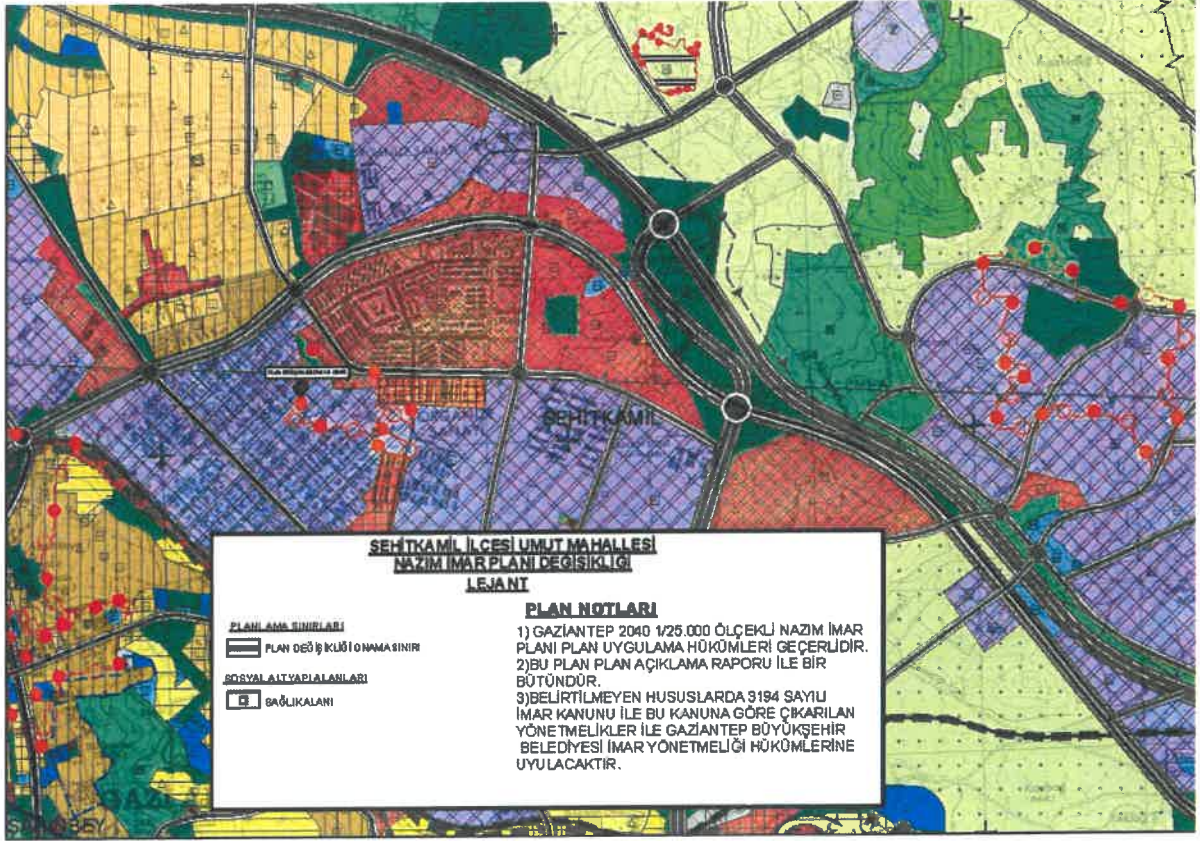 A3
ŞEHİTKAMİL
ŞEHİTKAMİL İLÇESİ UMUT MAHALLESİ
NAZIM İMAR PLANI DEĞİŞİKLİĞİ
LEJANT
PLANLAMA SINIRLARI
PLAN DEĞİŞİKLİĞİ ONAMA SINIRI
SOSYAL ALTYAPI ALANLARI
SAĞLIK ALANI
PLAN NOTLARI
1) GAZİANTEP 2040 1/25.000 ÖLÇEKLİ NAZIM İMAR
PLANI PLAN UYGULAMA HÜKÜMLERİ GEÇERLİDİR.
2)BU PLAN PLAN AÇIKLAMA RAPORU İLE BİR
BÜTÜNDÜR.
3)BELİRTİLMEYEN HUSUSLARDA 3194 SAYILI
İMAR KANUNU İLE BU KANUNA GÖRE ÇIKARILAN
YÖNETMELİKLER İLE GAZİANTEP BÜYÜKŞEHİR
BELEDİYESİ İMAR YÖNETMELİĞİ HÜKÜMLERİNE
UYULACAKTIR.